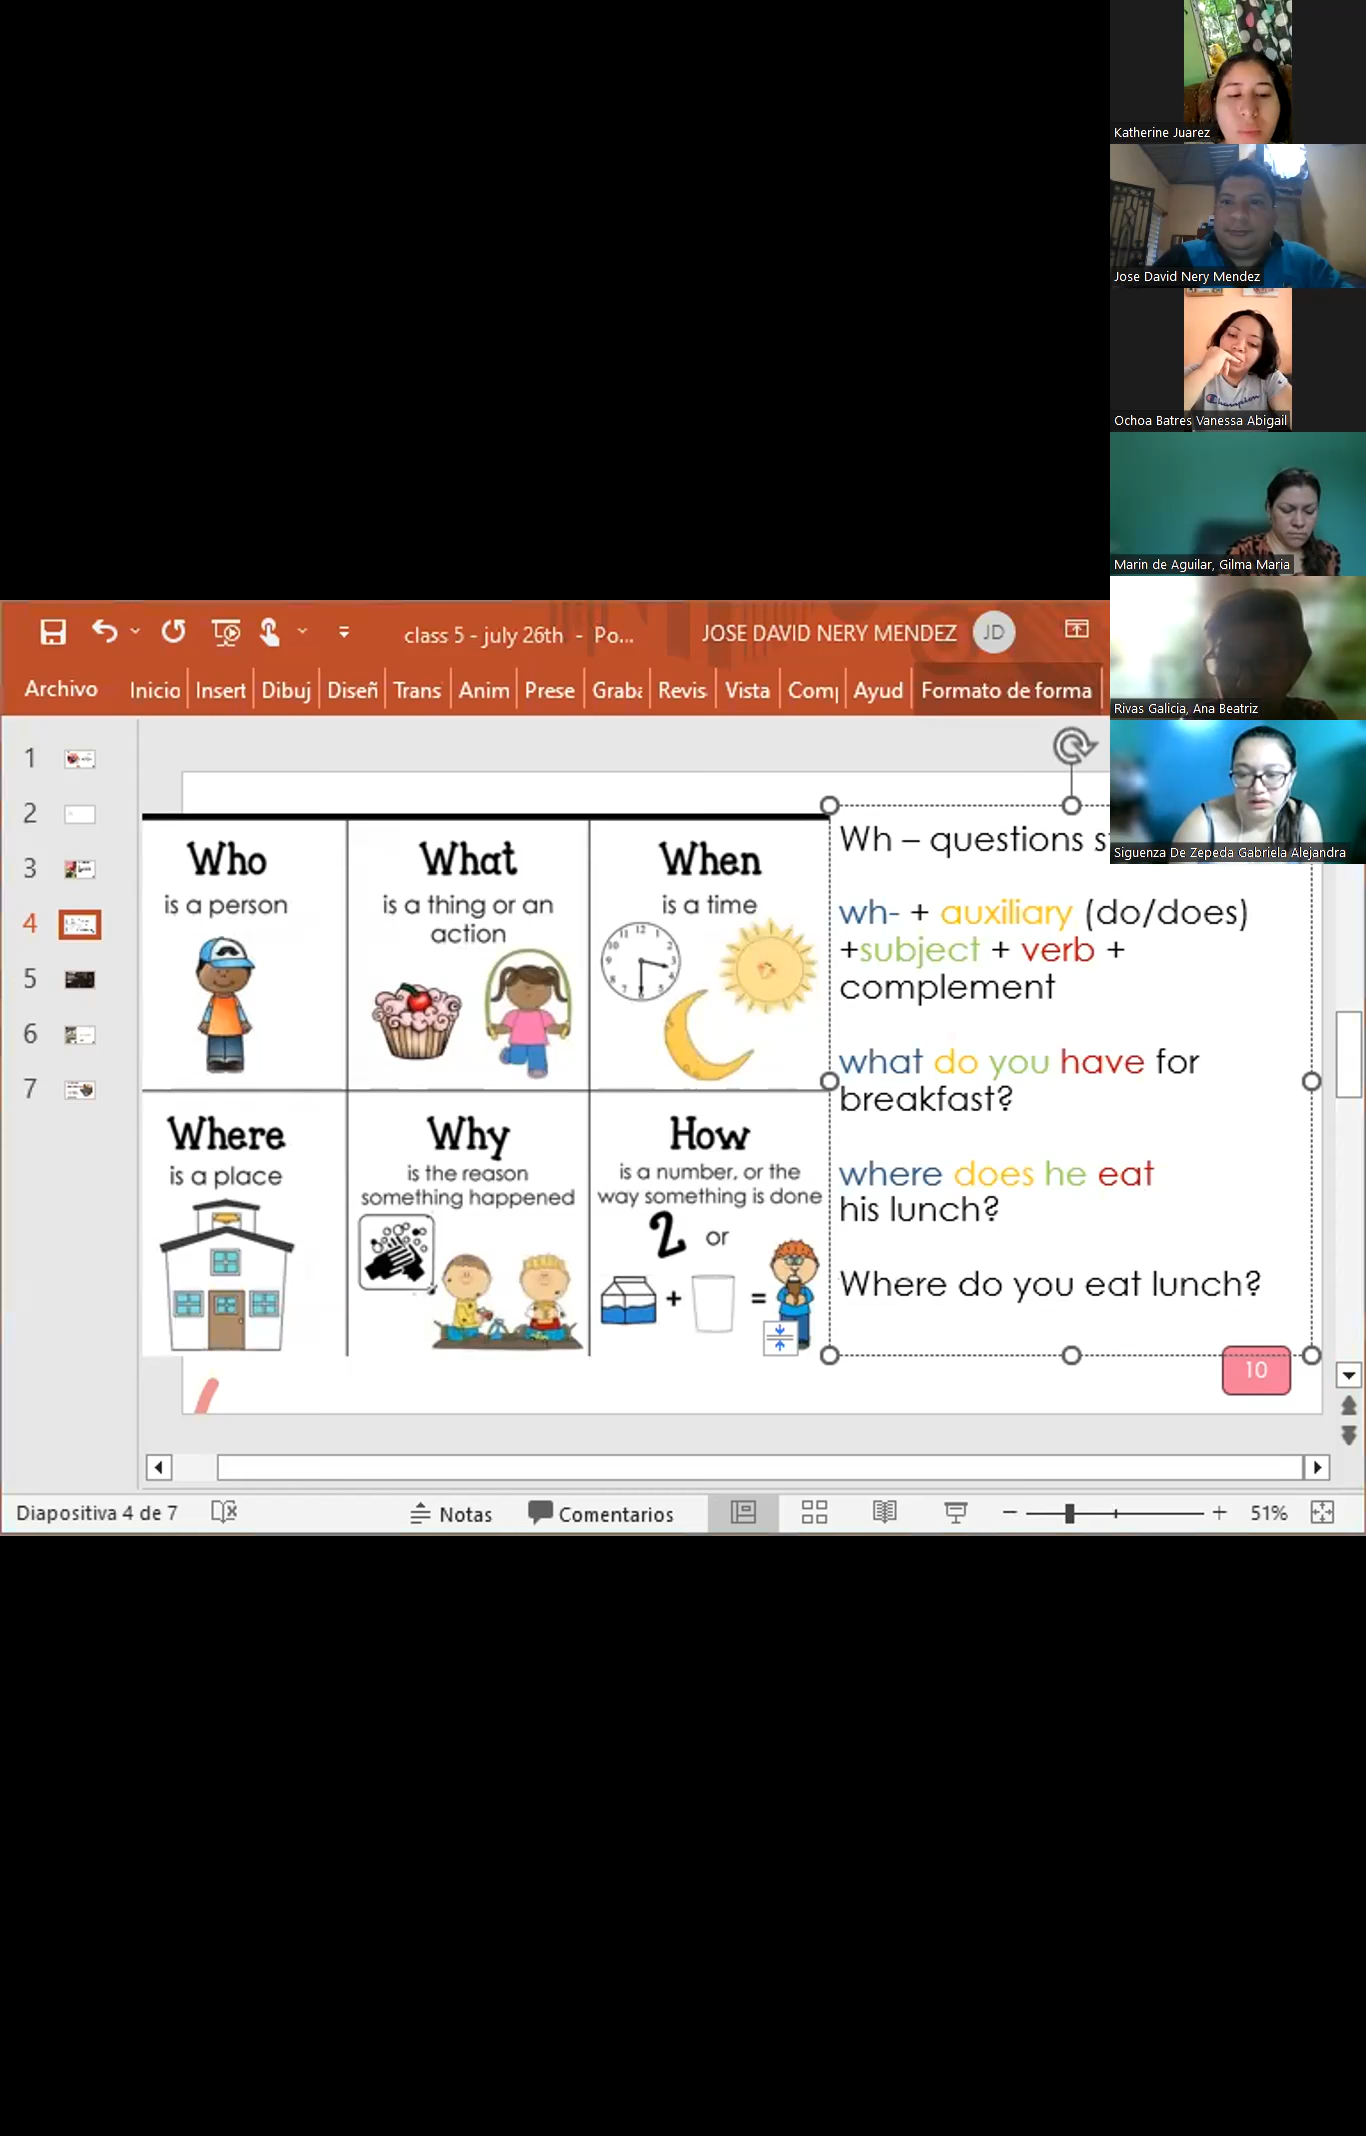 Katherine Juarez
Jose David Nery Mendez
Ochoa Batres Vanessa Abigail
Marin de Aguilar, Gilma Maria
Rivas Galicia, Ana Beatriz
Siguenza De Zepeda Gabriela Alejandra
class 5 - july 26th - Po...
JOSE DAVID NERY MENDEZ
JD
Archivo Inicio Insert Dibuj Diseñ Trans Anim Prese Graba Revis Vista Comp Ayud Formato de forma
1
2
3
4
5
6
7
Who
is a person
What
is a thing or an
action
When
is a time
Where
is a place
Why
is the reason
something happened
How
is a number, or the
way something is done
2 or
+ =
Wh – questions s
wh- + auxiliary (do/does)
+subject + verb +
complement
what do you have for
breakfast?
where does he eat
his lunch?
Where do you eat lunch?
10
Diapositiva 4 de 7
Notas
Comentarios
51%